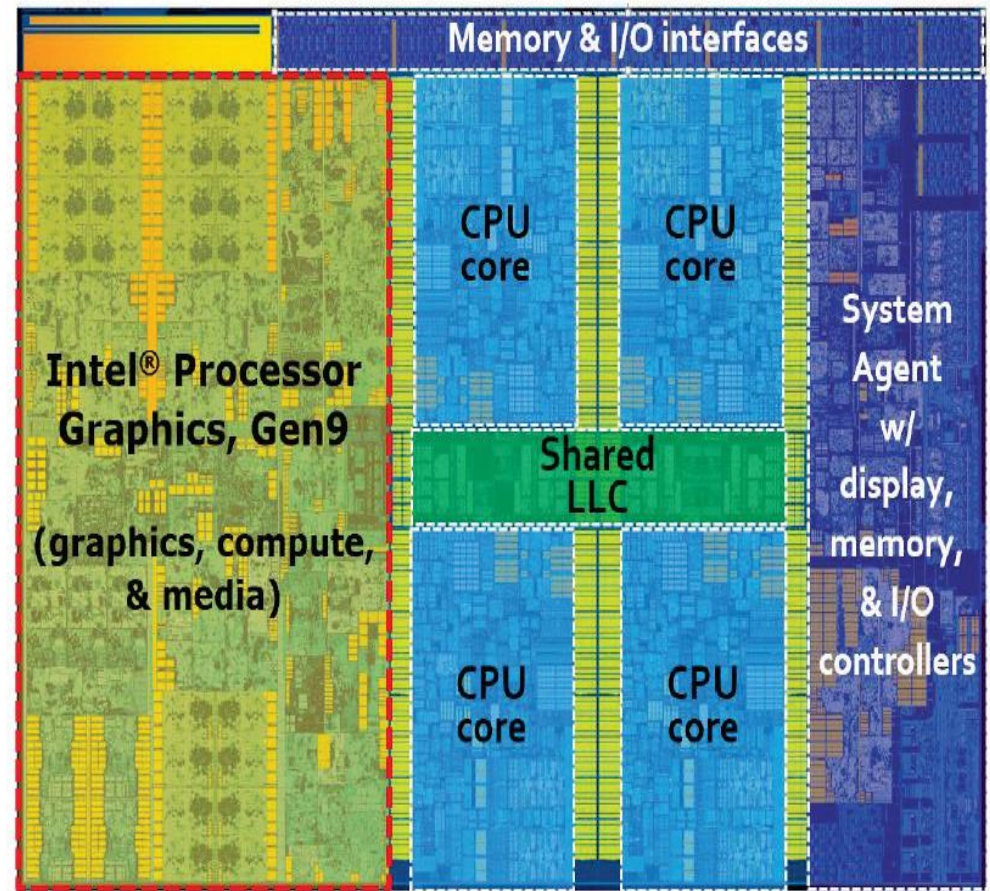 Memory & I/O interfaces
Intel® Processor
Graphics, Gen9
(graphics, compute,
& media)
CPU
core
CPU
core
Shared
LLC
CPU
core
CPU
core
System
Agent
w/
display,
memory,
& I/O
controllers